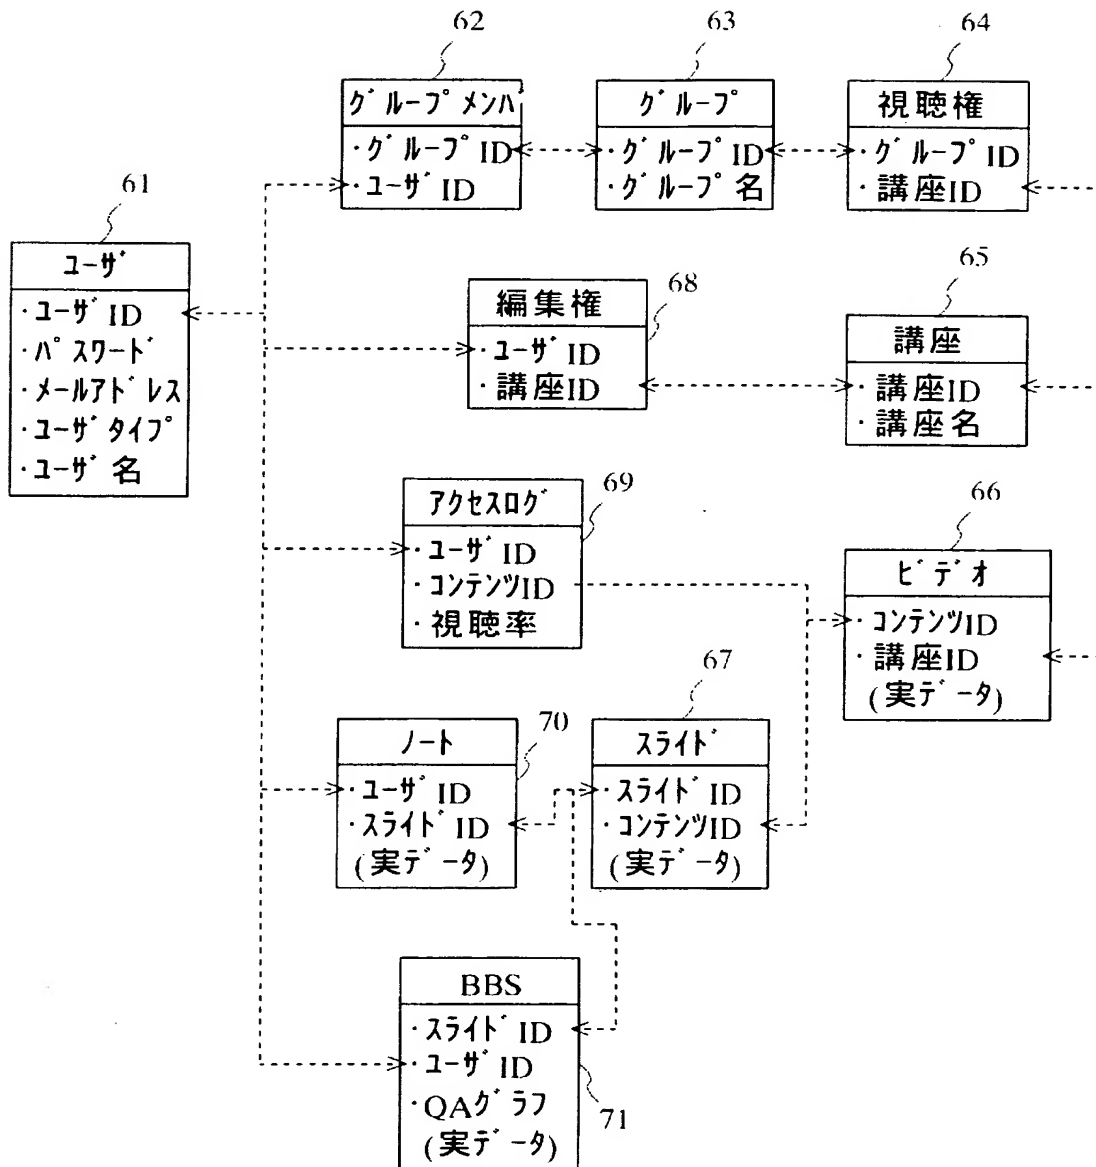 62
グループメンバ
・グループID
・ユーザID
63
グループ
・グループID
・グループ名
64
視聴権
・グループID
・講座ID
61
ユーザ
・ユーザID
・パスワード
・メールアドレス
・ユーザタイプ
・ユーザ名
68
編集権
・ユーザID
・講座ID
65
講座
・講座ID
・講座名
69
アクセスログ
・ユーザID
・コンテンツID
・視聴率
66
ビデオ
・コンテンツID
・講座ID
(実データ)
70
ノート
・ユーザID
・スライドID
(実データ)
67
スライド
・スライドID
・コンテンツID
(実データ)
BBS
・スライドID
・ユーザID
・QAグラフ
(実データ)
71